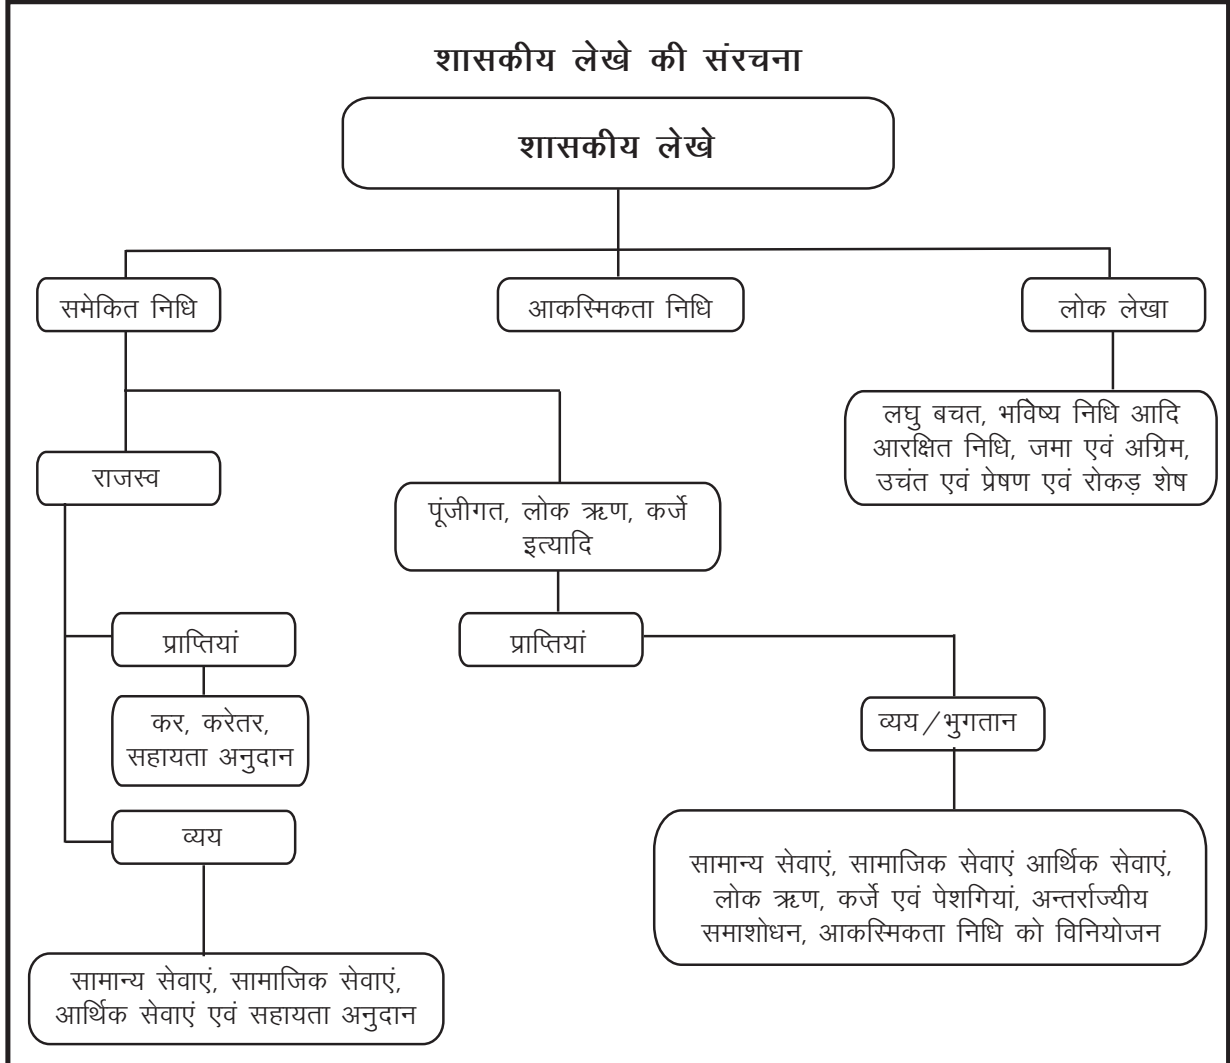 शासकीय लेखे की संरचना
शासकीय लेखे
समेकित निधि
आकस्मिकता निधि
लोक लेखा
लघु बचत, भविष्य निधि आदि
आरक्षित निधि, जमा एवं अग्रिम,
उचंत एवं प्रेषण एवं रोकड़ शेष
राजस्व
पूंजीगत, लोक ऋण, कर्जे
इत्यादि
प्राप्तियां
प्राप्तियां
कर, करेतर,
सहायता अनुदान
व्यय/भुगतान
व्यय
सामान्य सेवाएं, सामाजिक सेवाएं आर्थिक सेवाएं,
लोक ऋण, कर्जे एवं पेशगियां, अन्तर्राज्यीय
समाशोधन, आकस्मिकता निधि को विनियोजन
सामान्य सेवाएं, सामाजिक सेवाएं,
आर्थिक सेवाएं एवं सहायता अनुदान